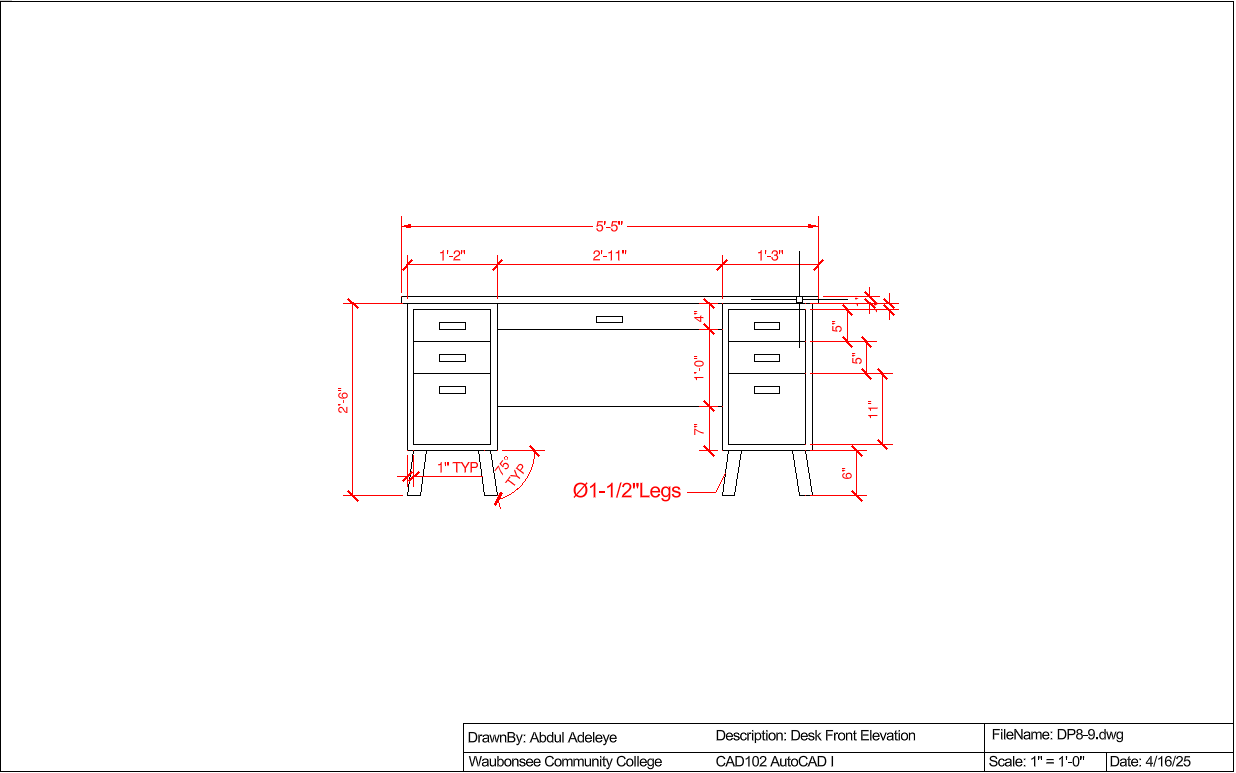 5'-5"
1'-2"
2'-11"
1'-3"
4"
5"
5"
1'-0"
2'-6"
11"
7"
1" TYP
75°
TYP
6"
Ø1-1/2"Legs
DrawnBy: Abdul Adeleye
Description: Desk Front Elevation
FileName: DP8-9.dwg
Waubonsee Community College
CAD102 AutoCAD I
Scale: 1" = 1'-0"
Date: 4/16/25